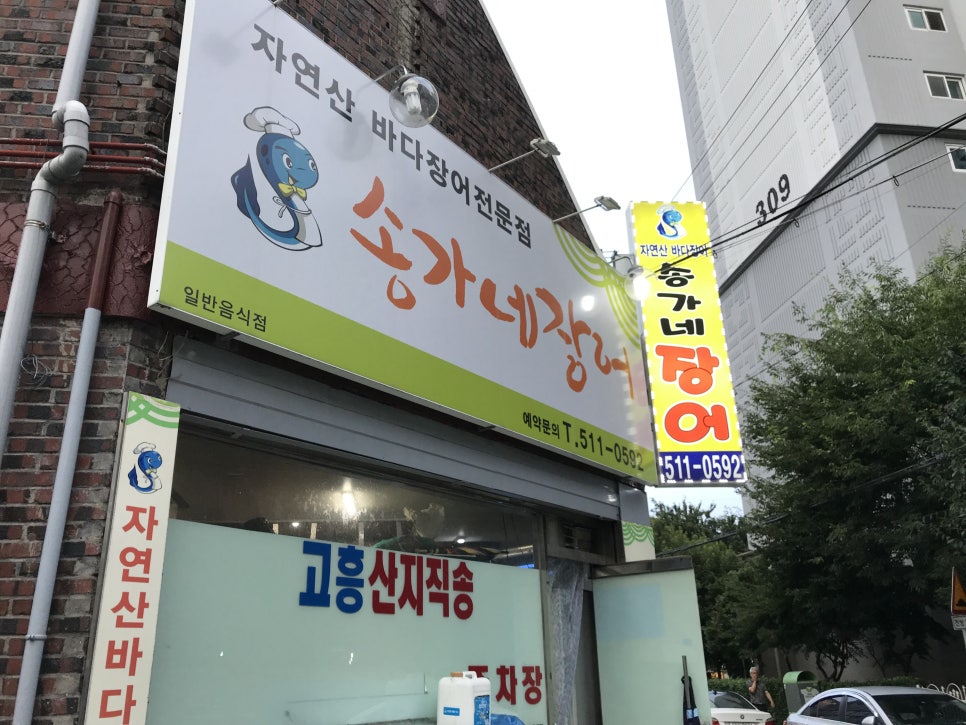 자연산 바다장어전문점
송가네장어
일반음식점
예약문의 T.511-0592
자연산 바다장어
송가네
장어
511-0592
309
자연산바다
고흥산지직송
주차장